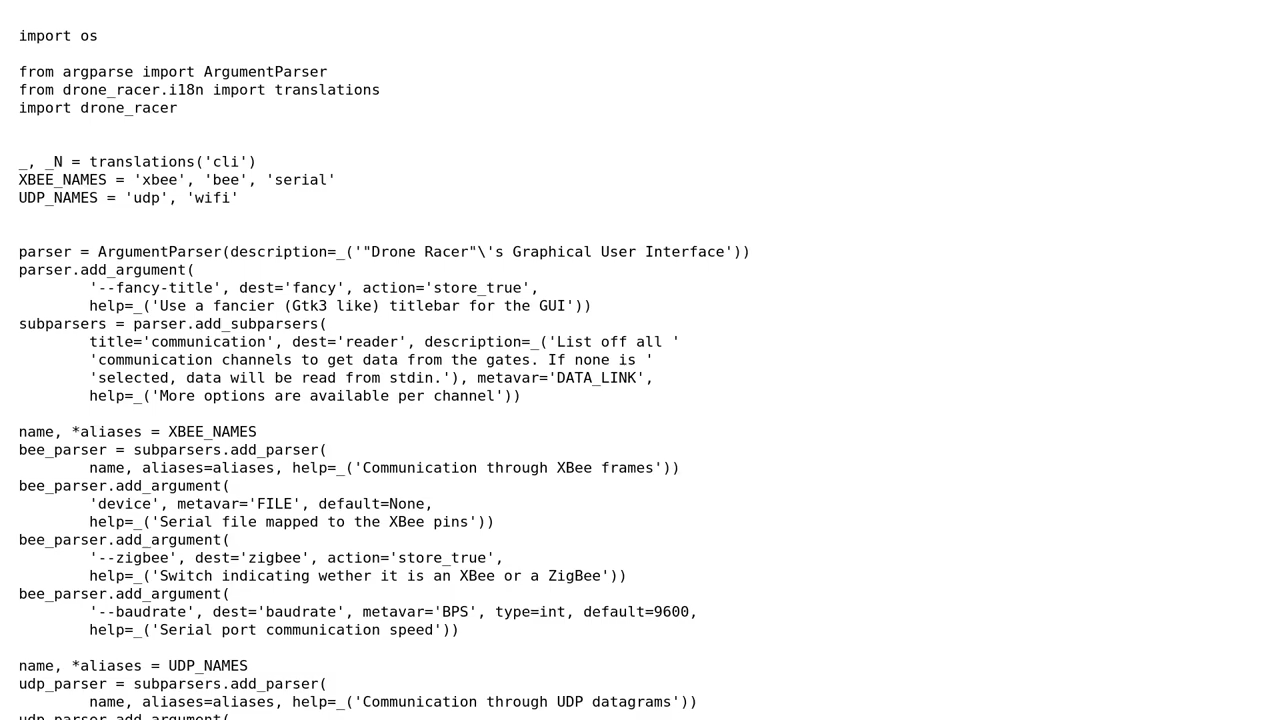 import os

from argparse import ArgumentParser
from drone_racer.i18n import translations
import drone_racer


_, _N = translations('cli')
XBEE_NAMES = 'xbee', 'bee', 'serial'
UDP_NAMES = 'udp', 'wifi'


parser = ArgumentParser(description=_('"Drone Racer"\'s Graphical User Interface'))
parser.add_argument(
        '--fancy-title', dest='fancy', action='store_true',
        help=_('Use a fancier (Gtk3 like) titlebar for the GUI'))
subparsers = parser.add_subparsers(
        title='communication', dest='reader', description=_('List off all '
        'communication channels to get data from the gates. If none is '
        'selected, data will be read from stdin.'), metavar='DATA_LINK',
        help=_('More options are available per channel'))

name, *aliases = XBEE_NAMES
bee_parser = subparsers.add_parser(
        name, aliases=aliases, help=_('Communication through XBee frames'))
bee_parser.add_argument(
        'device', metavar='FILE', default=None,
        help=_('Serial file mapped to the XBee pins'))
bee_parser.add_argument(
        '--zigbee', dest='zigbee', action='store_true',
        help=_('Switch indicating wether it is an XBee or a ZigBee'))
bee_parser.add_argument(
        '--baudrate', dest='baudrate', metavar='BPS', type=int, default=9600,
        help=_('Serial port communication speed'))

name, *aliases = UDP_NAMES
udp_parser = subparsers.add_parser(
        name, aliases=aliases, help=_('Communication through UDP datagrams'))
udp_parser.add_argument(